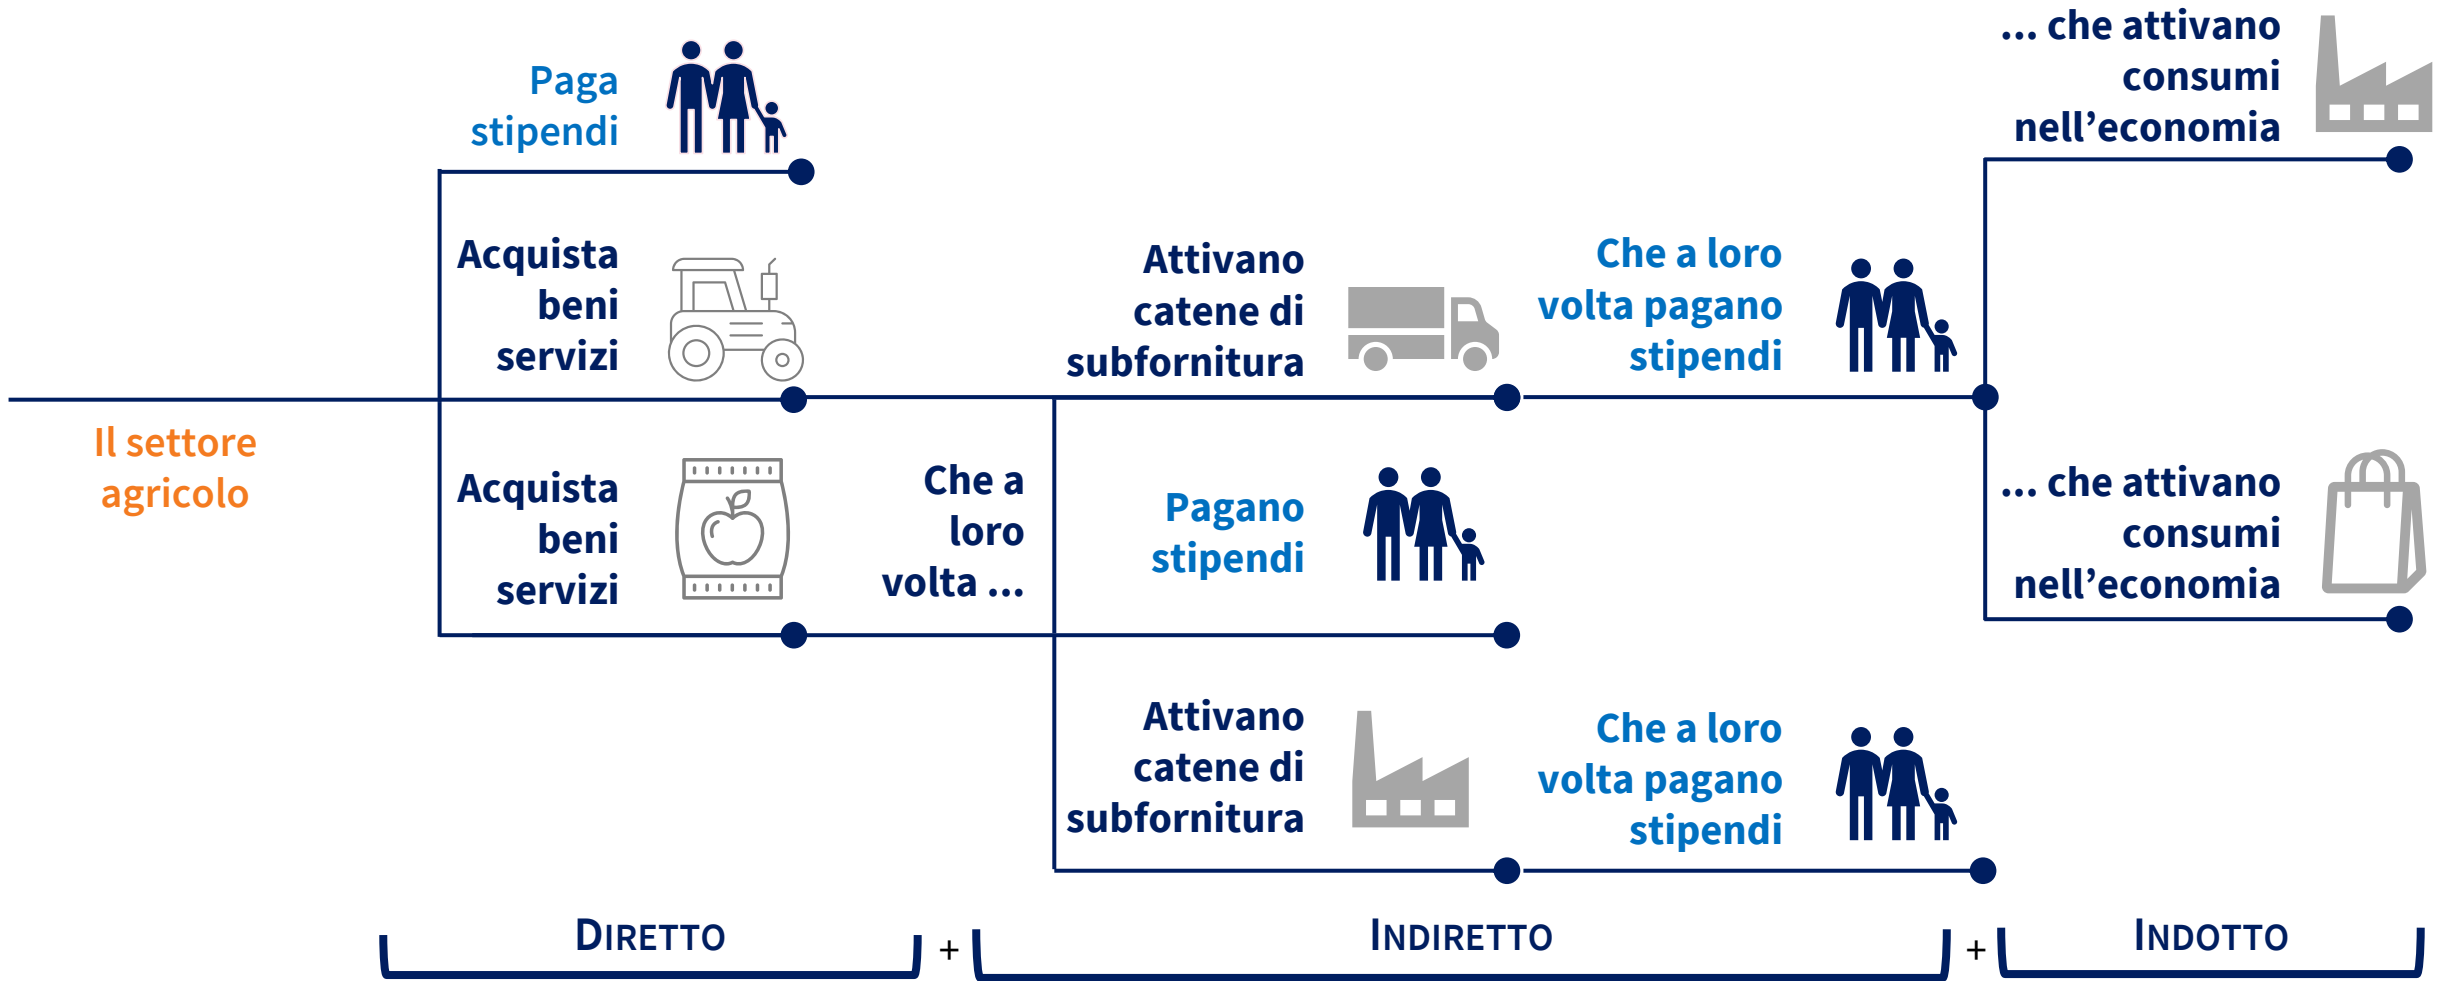 Paga
stipendi
Acquista
beni
servizi
Il settore
agricolo
Acquista
beni
servizi
Che a
loro
volta ...
Attivano
catene di
subfornitura
Pagano
stipendi
Attivano
catene di
subfornitura
Che a loro
volta pagano
stipendi
Che a loro
volta pagano
stipendi
... che attivano
consumi
nell’economia
... che attivano
consumi
nell’economia
DIRETTO
+
INDIRETTO
+
INDOTTO